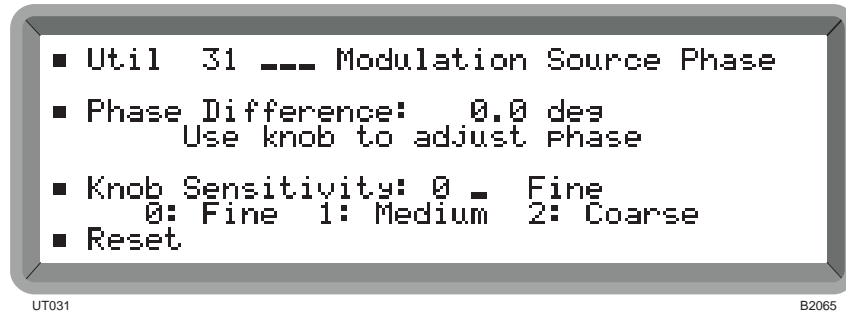 ■ Util 31 ___ Modulation Source Phase
■ Phase Difference: 0.0 deg
Use knob to adjust phase
■ Knob Sensitivity: 0 _ Fine
0: Fine 1: Medium 2: Coarse
■ Reset
UT031 B2065